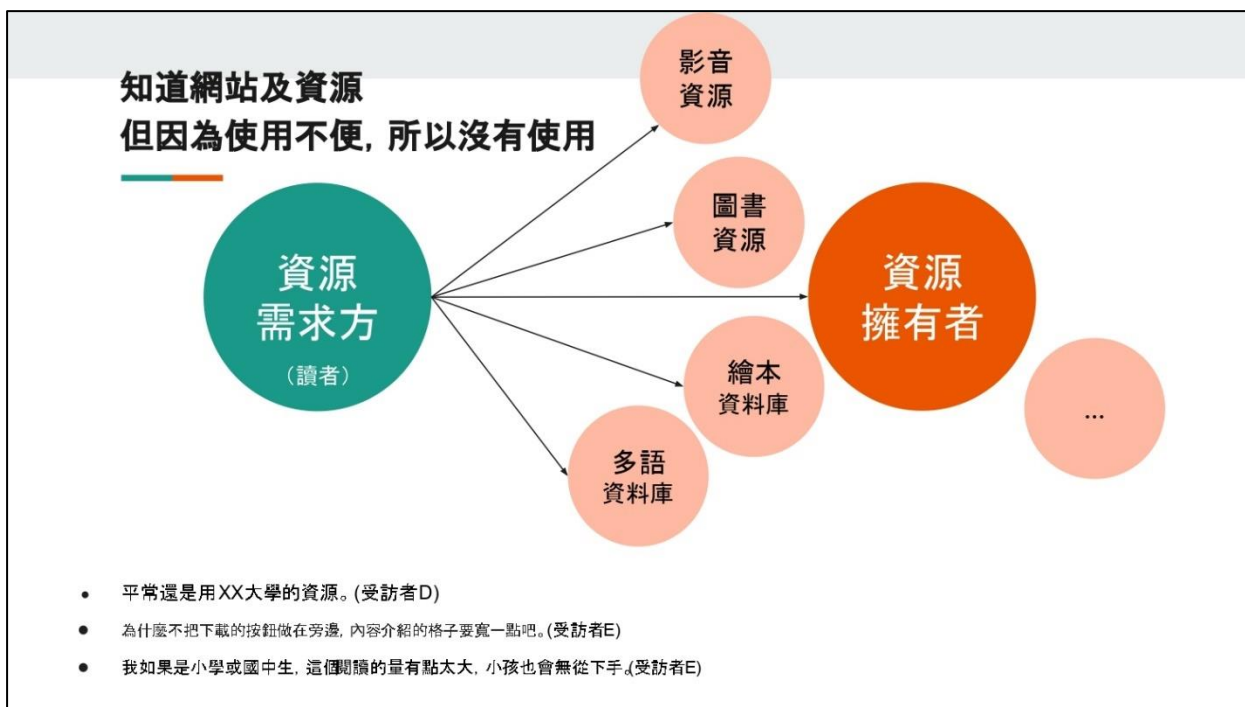 知道網站及資源
但因為使用不便, 所以沒有使用
影音
資源
圖書
資源
資源
需求方
(讀者)
資源
擁有者
繪本
資料庫
...
多語
資料庫
• 平常還是用XX大學的資源。(受訪者D)
• 為什麼不把下載的按鈕做在旁邊, 內容介紹的格子要寬一點吧。(受訪者E)
• 我如果是小學或國中生, 這個閱讀的量有點太大, 小孩也會無從下手。(受訪者E)